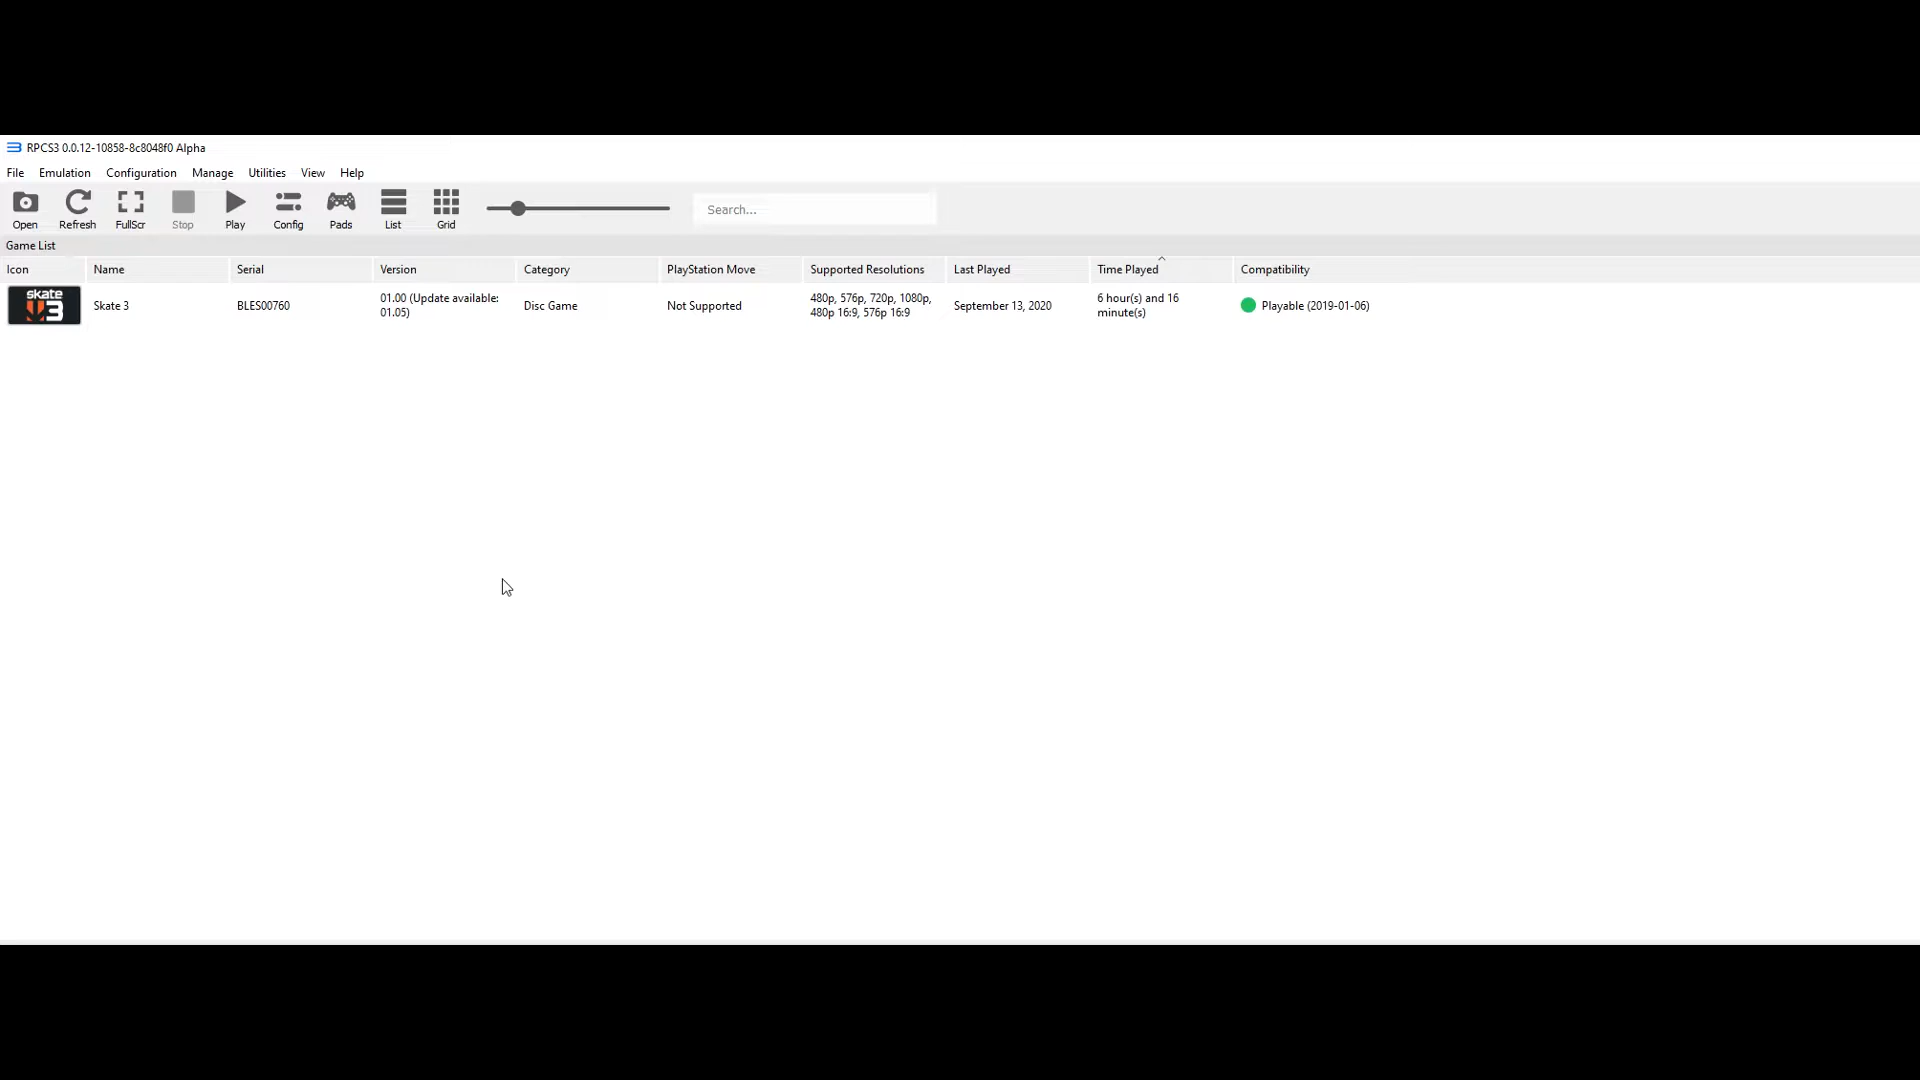 RPCS3 0.0.12-10858-8c8048f0 Alpha
File Emulation Configuration Manage Utilities View Help
Open Refresh FullScr Stop Play Config Pads List Grid Search...
Game List
Icon Name Serial Version Category PlayStation Move Supported Resolutions Last Played Time Played Compatibility
skate 3 Skate 3 BLES00760 01.00 (Update available: 01.05) Disc Game Not Supported 480p, 576p, 720p, 1080p, 480p 16:9, 576p 16:9 September 13, 2020 6 hour(s) and 16 minute(s) Playable (2019-01-06)